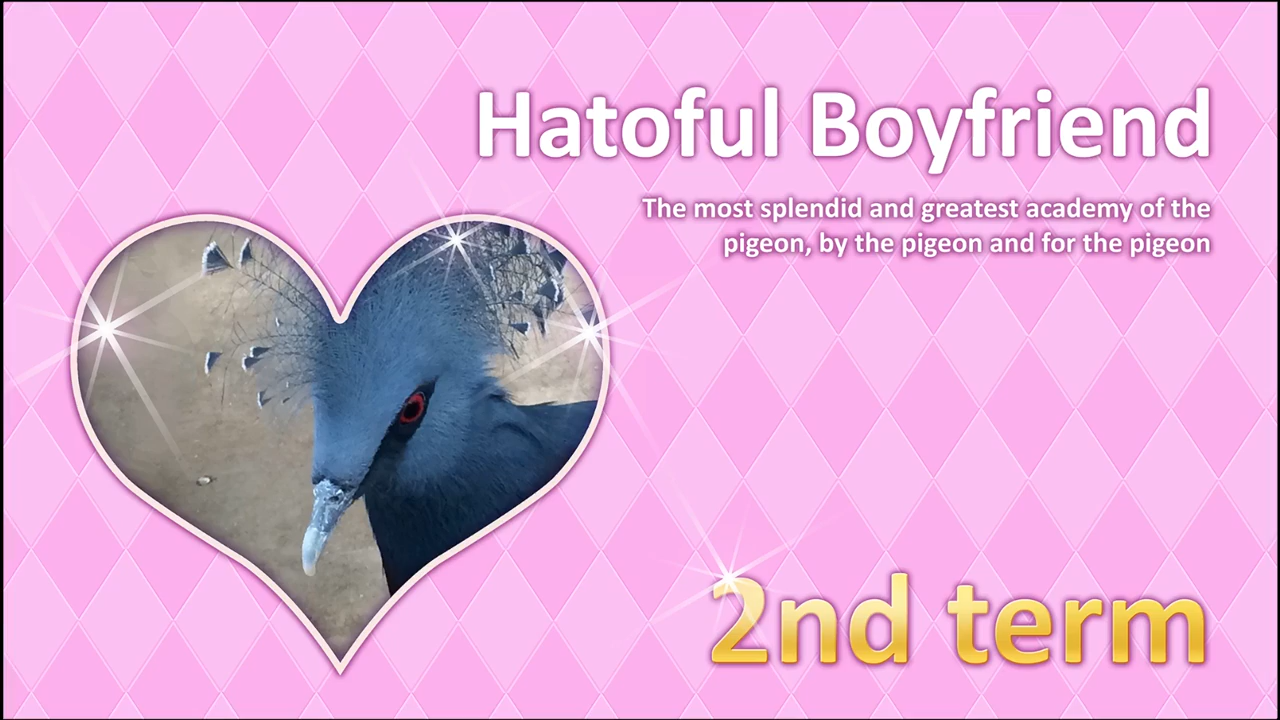 Hatoful Boyfriend
The most splendid and greatest academy of the
pigeon, by the pigeon and for the pigeon
2nd term